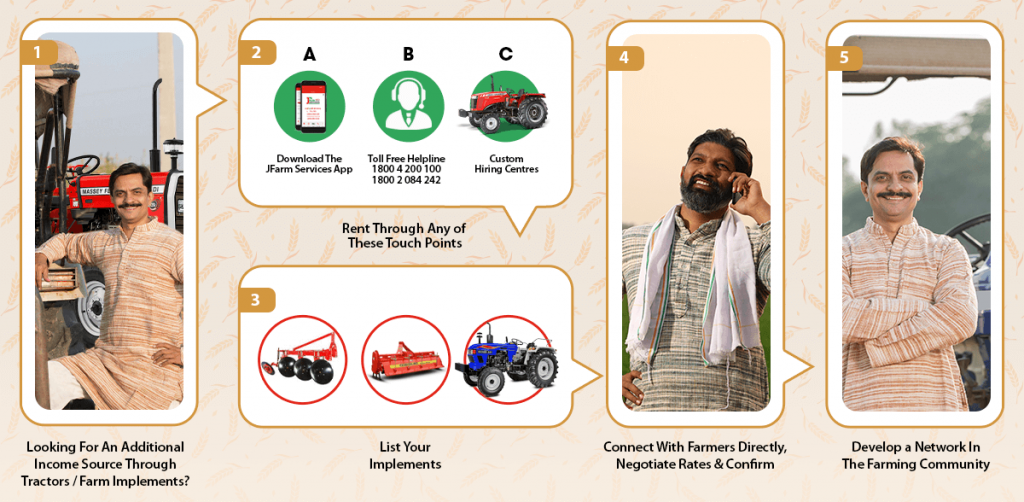 1
MASSEY
Looking For An Additional
Income Source Through
Tractors / Farm Implements?
2
A
Download The
JFarm Services App
B
Toll Free Helpline
1800 4 200 100
1800 2 084 242
C
Custom
Hiring Centres
Rent Through Any of
These Touch Points
3
List Your
Implements
4
Connect With Farmers Directly,
Negotiate Rates & Confirm
5
Develop a Network In
The Farming Community